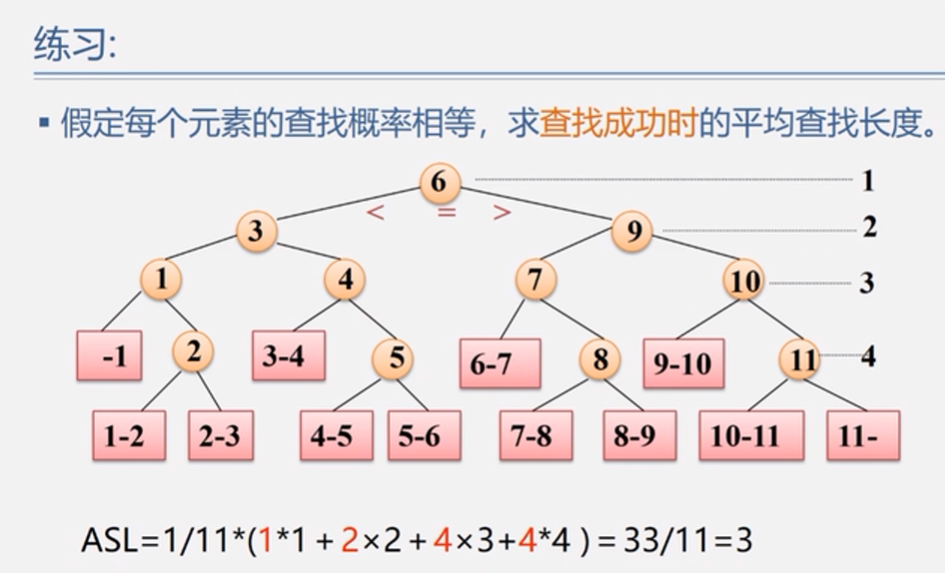 练习:
▪ 假定每个元素的查找概率相等，求查找成功时的平均查找长度。
6 1
< = >
3 9 2
1 4 7 10 3
-1 2 3-4 5 6-7 8 9-10 11 4
1-2 2-3 4-5 5-6 7-8 8-9 10-11 11-
ASL=1/11*(1*1 + 2×2 + 4×3+4*4 ) = 33/11=3